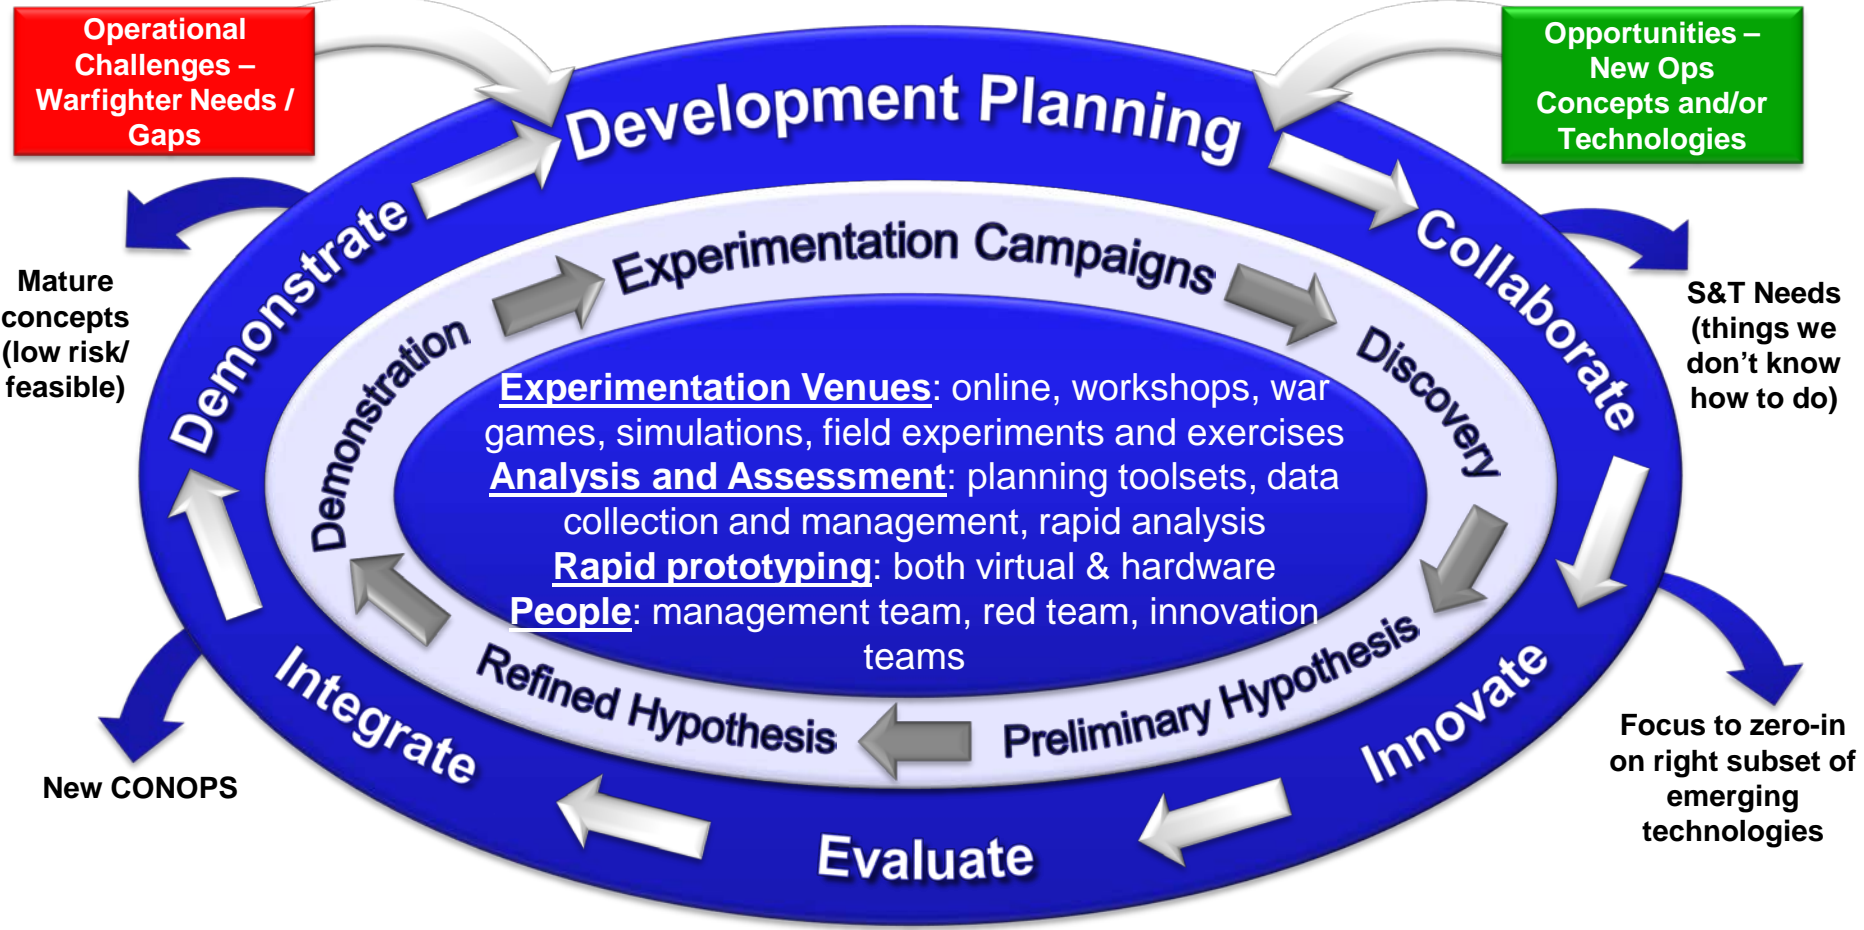 Operational
Challenges –
Warfighter Needs /
Gaps
Opportunities –
New Ops
Concepts and/or
Technologies
Development Planning
Collaborate
Innovate
Evaluate
Integrate
Demonstrate
Experimentation Campaigns
Discovery
Preliminary Hypothesis
Refined Hypothesis
Demonstration
Experimentation Venues: online, workshops, war
games, simulations, field experiments and exercises
Analysis and Assessment: planning toolsets, data
collection and management, rapid analysis
Rapid prototyping: both virtual & hardware
People: management team, red team, innovation
teams
Mature
concepts
(low risk/
feasible)
S&T Needs
(things we
don’t know
how to do)
New CONOPS
Focus to zero-in
on right subset of
emerging
technologies